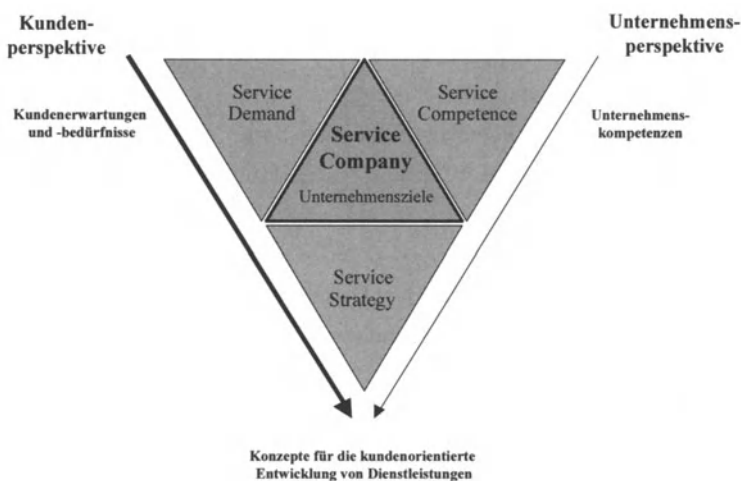 Kunden-
perspektive
Unternehmens-
perspektive
Kundenerwartungen
und -bedürfnisse
Service
Demand
Service
Competence
Unternehmens-
kompetenzen
Service
Company
Unternehmensziele
Service
Strategy
Konzepte für die kundenorientierte
Entwicklung von Dienstleistungen